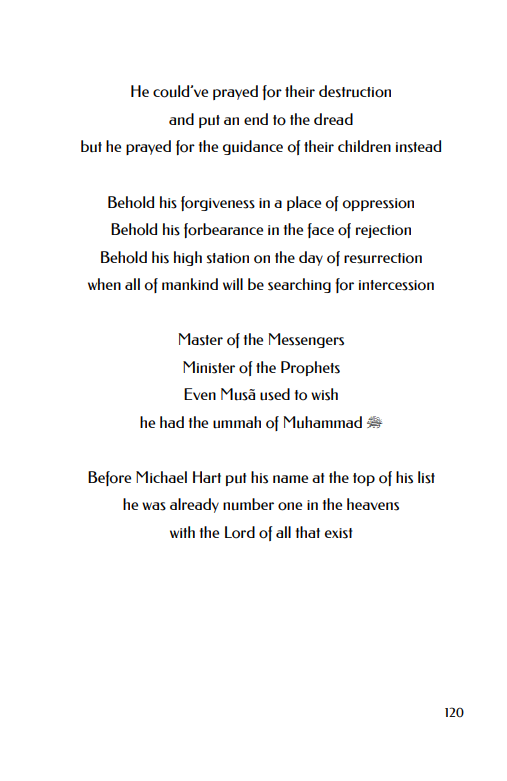 He could've prayed for their destruction
and put an end to the dread
but he prayed for the guidance of their children instead
Behold his forgiveness in a place of oppression
Behold his forbearance in the face of rejection
Behold his high station on the day of resurrection
when all of mankind will be searching for intercession
Master of the Messengers
Minister of the Prophets
Even Musã used to wish
he had the ummah of Muhammad ﷺ
Before Michael Hart put his name at the top of his list
he was already number one in the heavens
with the Lord of all that exist
120